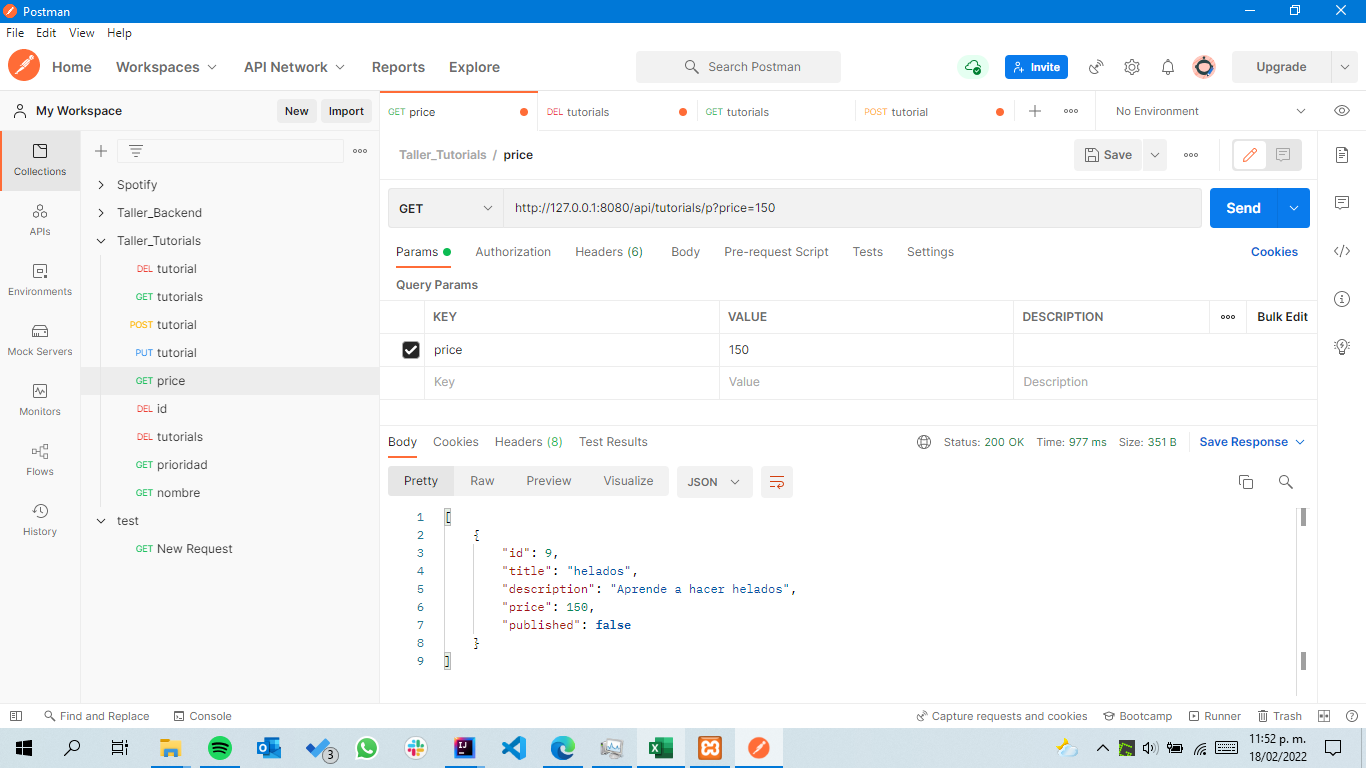 Postman
File Edit View Help
Home Workspaces API Network Reports Explore Search Postman Invite Upgrade
My Workspace New Import GET price DEL tutorials GET tutorials POST tutorial No Environment
Collections
APIs
Environments
Mock Servers
Monitors
Flows
History
Spotify
Taller_Backend
Taller_Tutorials
DEL tutorial
GET tutorials
POST tutorial
PUT tutorial
GET price
DEL id
DEL tutorials
GET prioridad
GET nombre
test
GET New Request
Taller_Tutorials / price Save
GET http://127.0.0.1:8080/api/tutorials/p?price=150 Send
Params Authorization Headers (6) Body Pre-request Script Tests Settings Cookies
Query Params
KEY VALUE DESCRIPTION Bulk Edit
price 150
Key Value Description
Body Cookies Headers (8) Test Results Status: 200 OK Time: 977 ms Size: 351 B Save Response
Pretty Raw Preview Visualize JSON
1 [
2 {
3 "id": 9,
4 "title": "helados",
5 "description": "Aprende a hacer helados",
6 "price": 150,
7 "published": false
8 }
9 ]
Find and Replace Console Capture requests and cookies Bootcamp Runner Trash
3
11:52 p. m.
18/02/2022